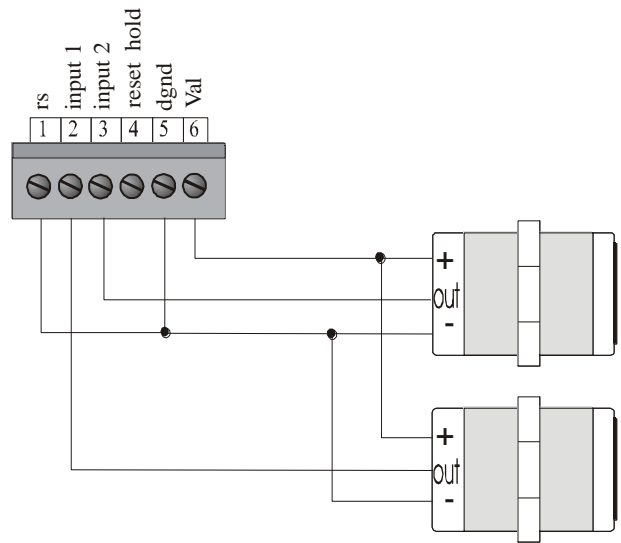 rs
input 1
input 2
reset hold
dgnd
Val
1 2 3 4 5 6
+
out
-
+
out
-